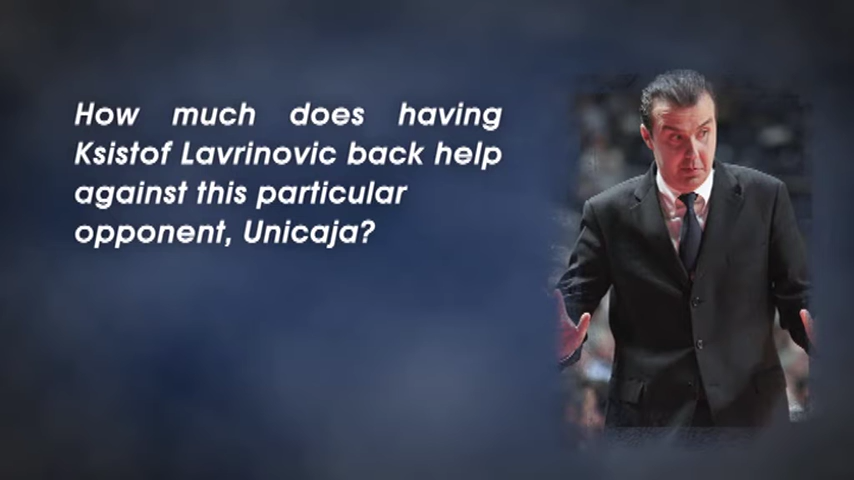 How much does having
Ksistof Lavrinovic back help
against this particular
opponent, Unicaja?